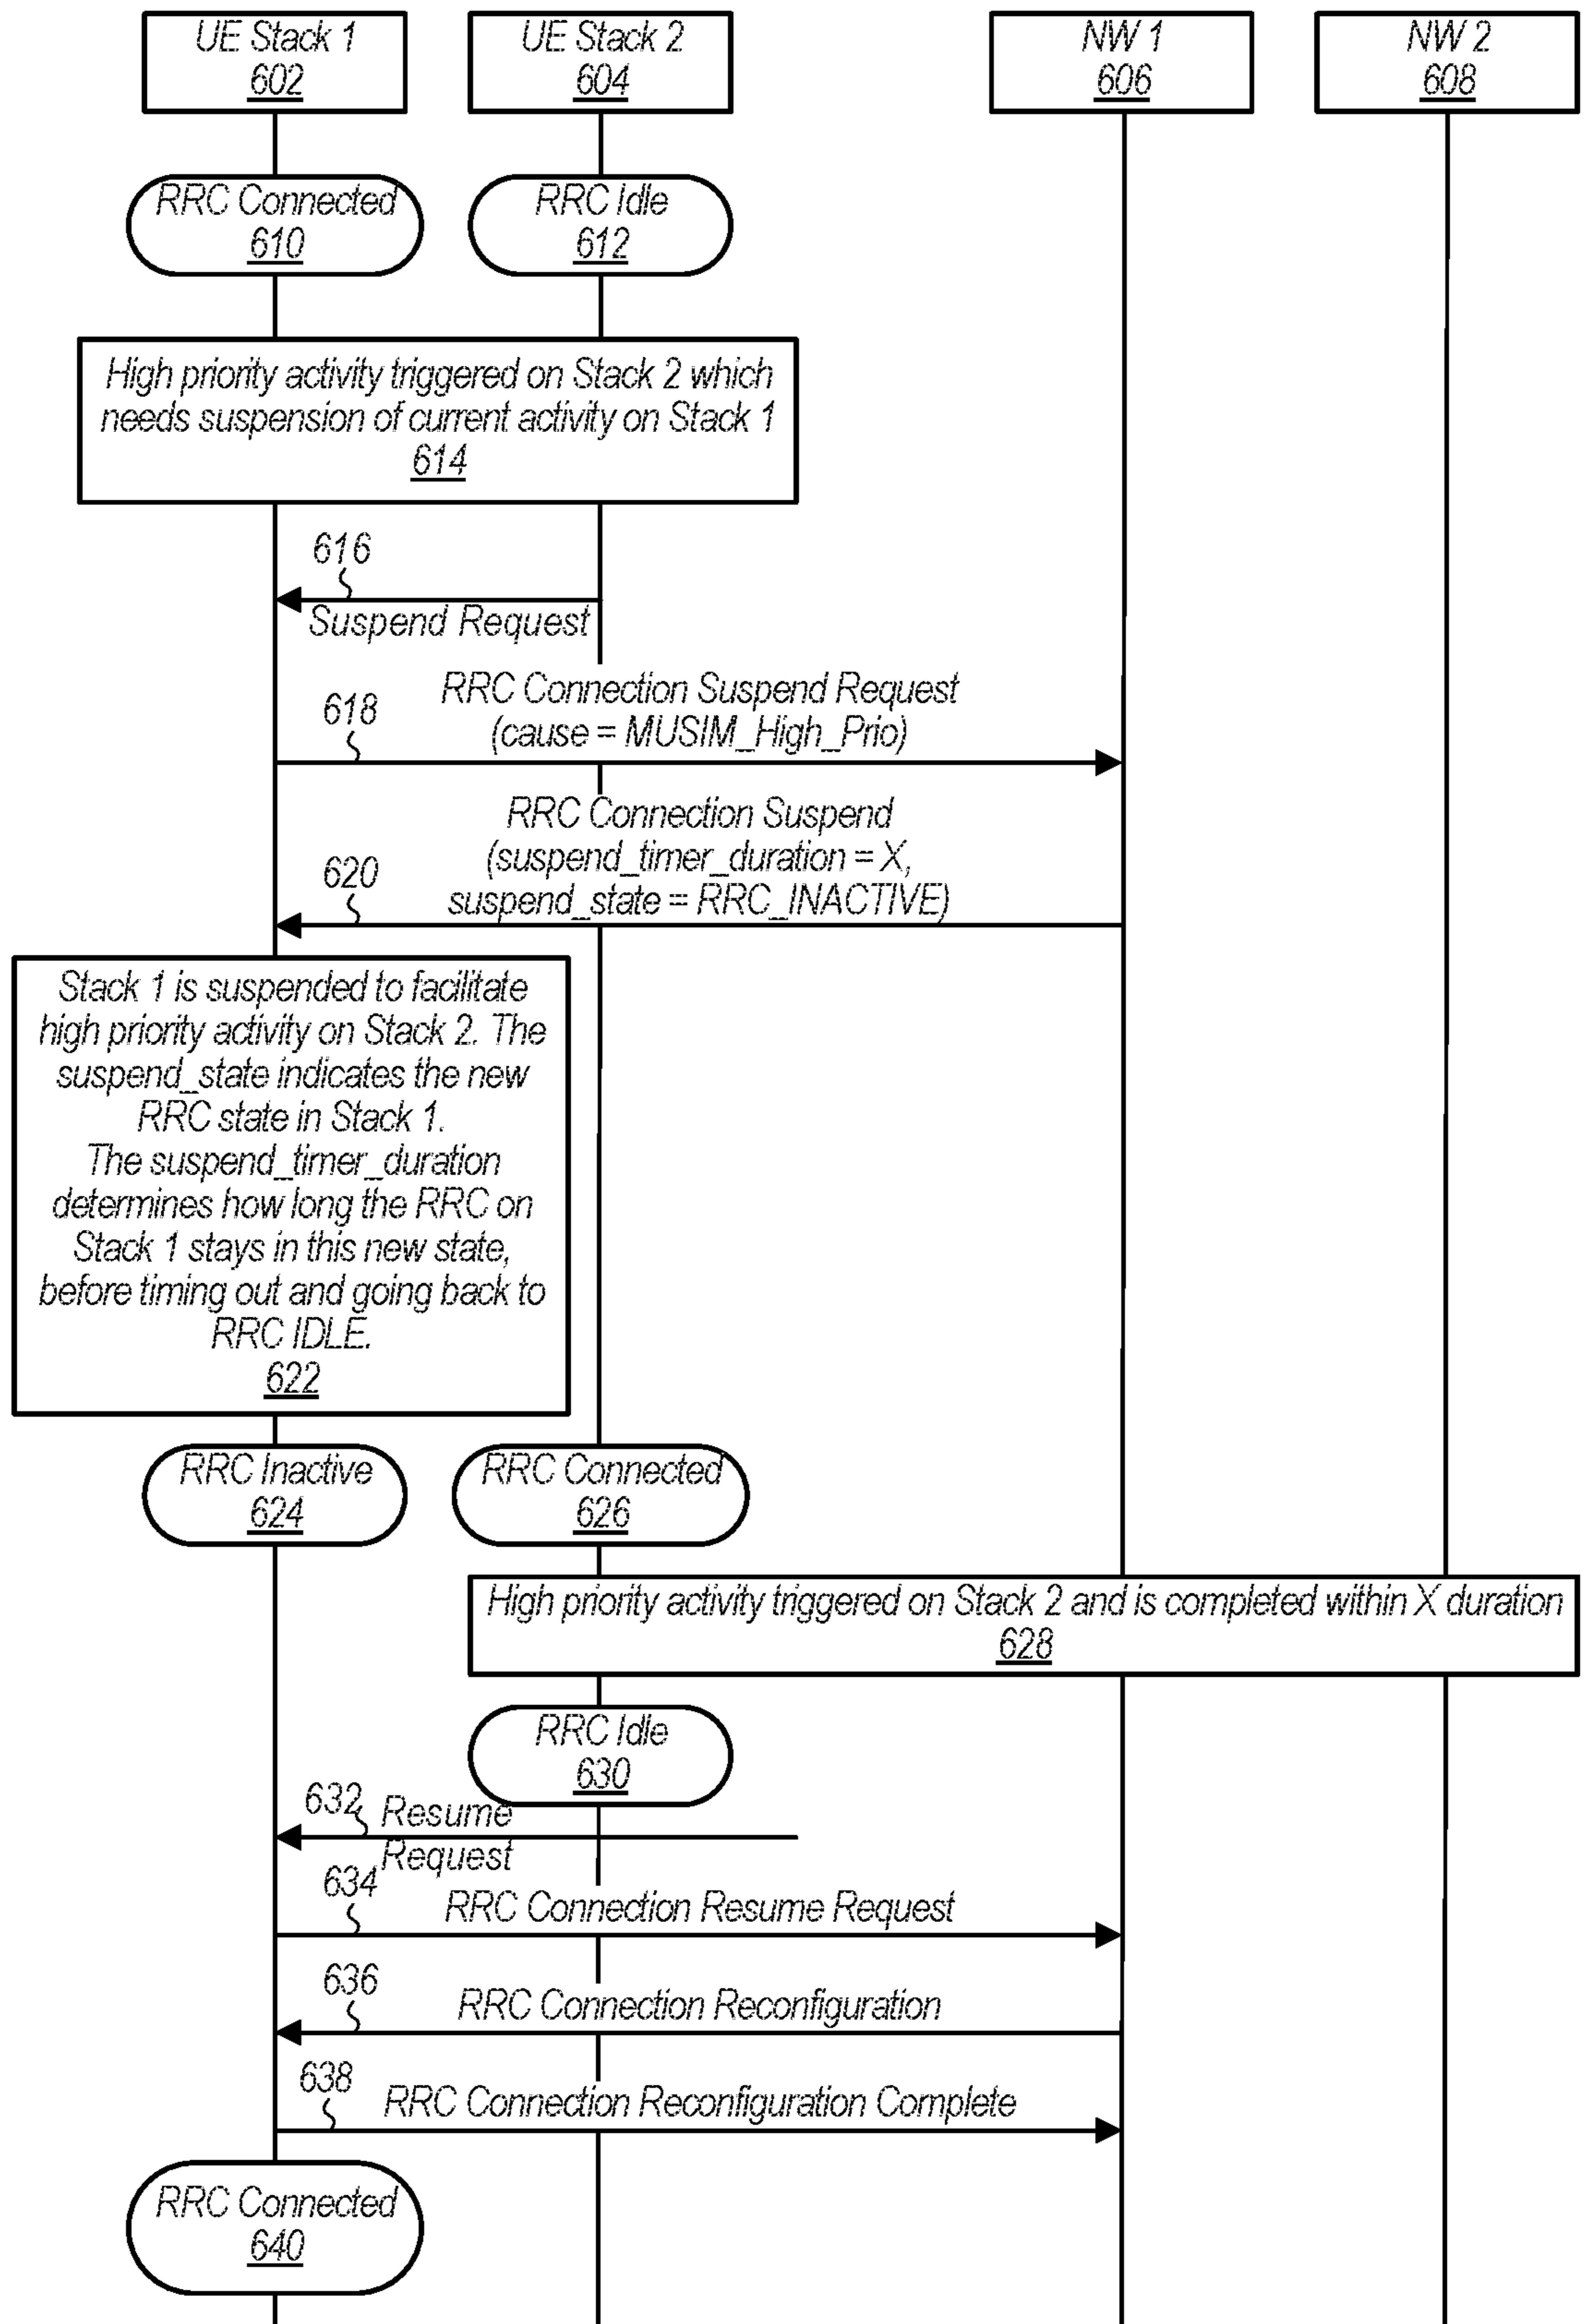 UE Stack 1
602
UE Stack 2
604
NW 1
606
NW 2
608
RRC Connected
610
RRC Idle
612
High priority activity triggered on Stack 2 which
needs suspension of current activity on Stack 1
614
616
Suspend Request
618
RRC Connection Suspend Request
(cause = MUSIM_High_Prio)
620
RRC Connection Suspend
(suspend_timer_duration = X,
suspend_state = RRC_INACTIVE)
Stack 1 is suspended to facilitate
high priority activity on Stack 2. The
suspend_state indicates the new
RRC state in Stack 1.
The suspend_timer_duration
determines how long the RRC on
Stack 1 stays in this new state,
before timing out and going back to
RRC IDLE.
622
RRC Inactive
624
RRC Connected
626
High priority activity triggered on Stack 2 and is completed within X duration
628
RRC Idle
630
632
Resume
Request
634
RRC Connection Resume Request
636
RRC Connection Reconfiguration
638
RRC Connection Reconfiguration Complete
RRC Connected
640